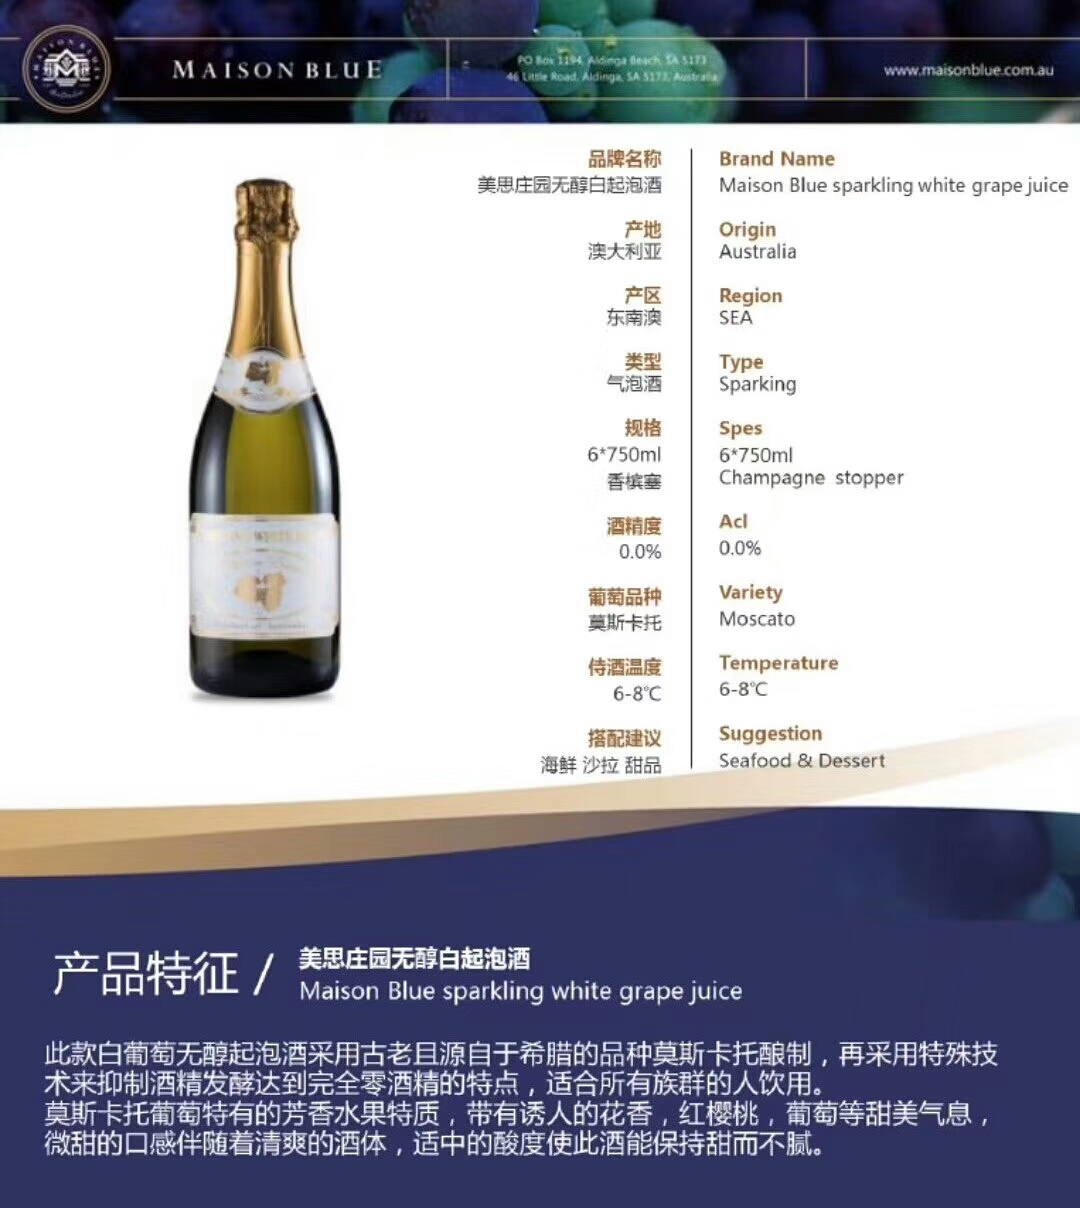 MAISON BLUE
PO Box 1194, Aldinga Beach, SA 5173
46 Little Road, Aldinga, SA 5173, Australia
www.maisonblue.com.au
品牌名称
美思庄园无醇白起泡酒
Brand Name
Maison Blue sparkling white grape juice
产地
澳大利亚
Origin
Australia
产区
东南澳
Region
SEA
类型
气泡酒
Type
Sparking
规格
6*750ml
香槟塞
Spes
6*750ml
Champagne stopper
酒精度
0.0%
Acl
0.0%
葡萄品种
莫斯卡托
Variety
Moscato
侍酒温度
6-8℃
Temperature
6-8℃
搭配建议
海鲜 沙拉 甜品
Suggestion
Seafood & Dessert
产品特征 /
美思庄园无醇白起泡酒
Maison Blue sparkling white grape juice
此款白葡萄无醇起泡酒采用古老且源自于希腊的品种莫斯卡托酿制，再采用特殊技
术来抑制酒精发酵达到完全零酒精的特点，适合所有族群的人饮用。
莫斯卡托葡萄特有的芳香水果特质，带有诱人的花香，红樱桃，葡萄等甜美气息，
微甜的口感伴随着清爽的酒体，适中的酸度使此酒能保持甜而不腻。